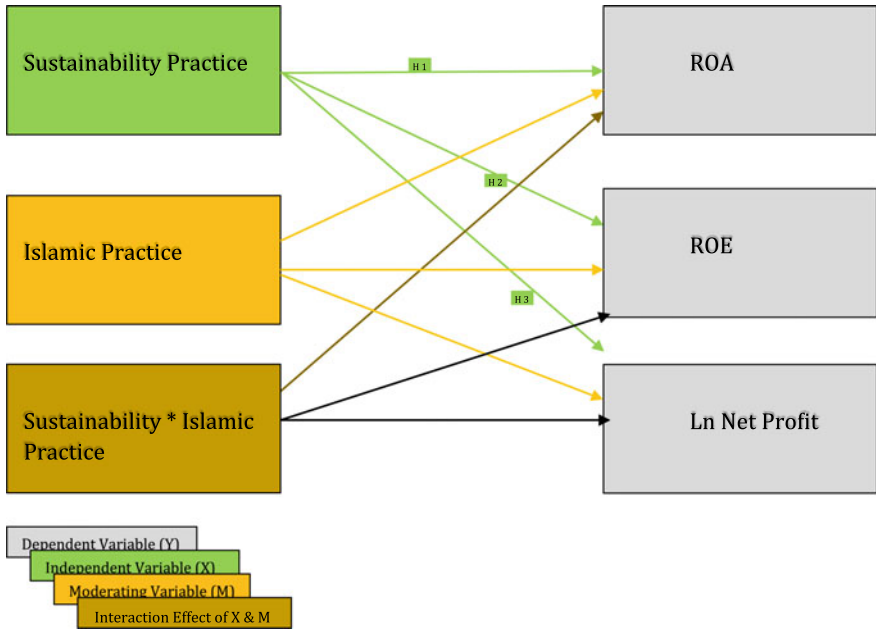 Sustainability Practice
H 1
ROA
H 2
Islamic Practice
ROE
H 3
Sustainability * Islamic
Practice
Ln Net Profit
Dependent Variable (Y)
Independent Variable (X)
Moderating Variable (M)
Interaction Effect of X & M